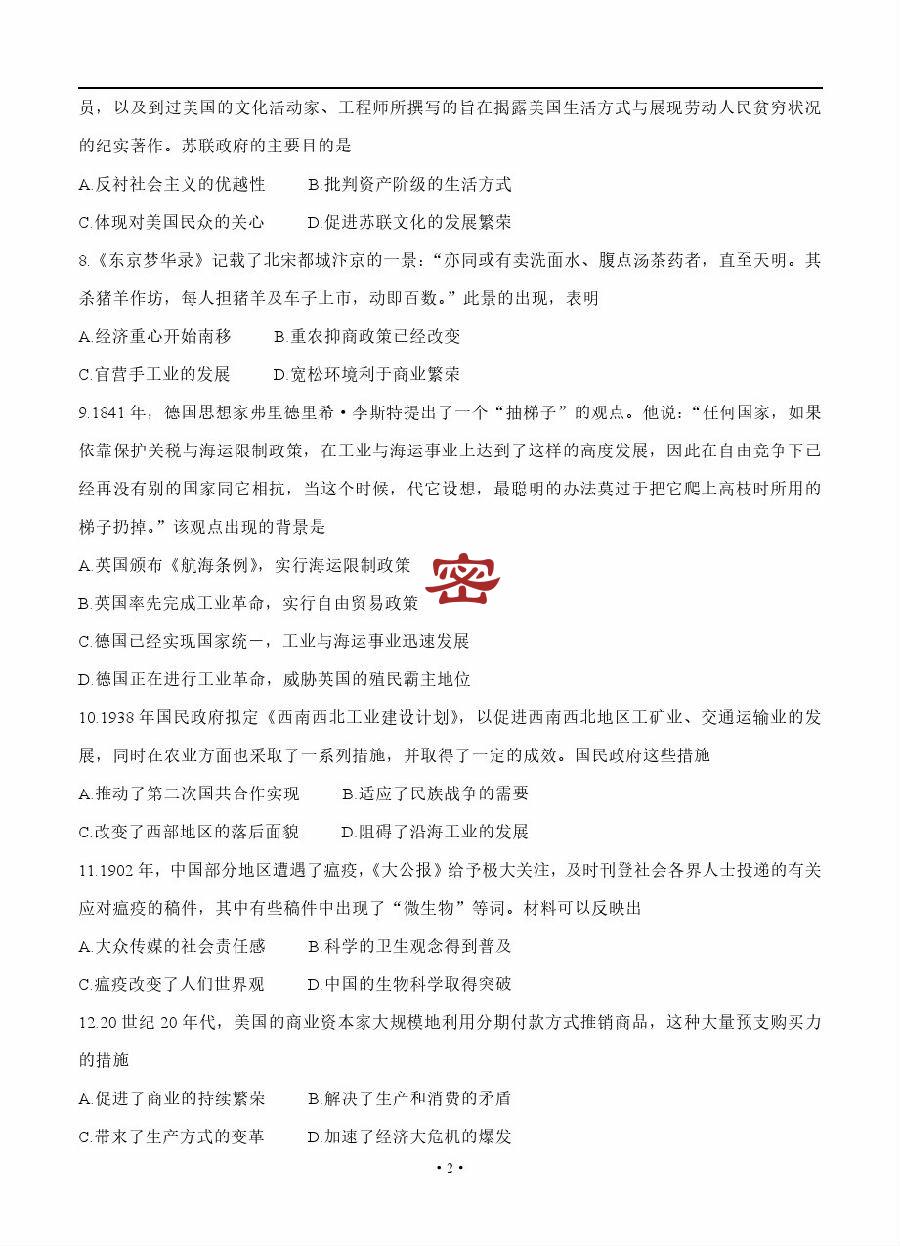 员，以及到过美国的文化活动家、工程师所撰写的旨在揭露美国生活方式与展现劳动人民贫穷状况
的纪实著作。苏联政府的主要目的是
A.反衬社会主义的优越性 B 批判资产阶级的生活方式
C.体现对美国民众的关心 D 促进苏联文化的发展繁荣
8.《东京梦华录》记载了北宋都城汴京的一景：“亦间或有卖洗面水、腹点汤茶药者，直至天明。其
杀猪羊作坊，每人担猪羊及车子上市，动即百数。”此景的出现，表明
A.经济重心开始南移 B.重农抑商政策已经改变
C.官营手工业的发展 D.宽松环境利于商业繁荣
9.1841 年，德国思想家弗里德里希·李斯特提出了一个“抽梯子”的观点。他说：“任何国家，如果
依靠保护关税与海运限制政策，在工业与海运事业上达到了这样的高度发展，因此在自由竞争下已
经再没有别的国家同它相抗，当这个时候，代它设想，最聪明的办法莫过于把它爬上高枝时所用的
梯子扔掉。”该观点出现的背景是
A.英国颁布《航海条例》，实行海运限制政策
密
B.英国率先完成工业革命，实行自由贸易政策
C.德国已经实现国家统一，工业与海运事业迅速发展
D.德国正在进行工业革命，威胁英国的殖民霸主地位
10.1938 年国民政府拟定《西南西北工业建设计划》，以促进西南西北地区工矿业、交通运输业的发
展，同时在农业方面也采取了一系列措施，并取得了一定的成效。国民政府这些措施
A.推动了第二次国共合作实现 B.适应了民族战争的需要
C.改变了西部地区的落后面貌 D.阻碍了沿海工业的发展
11.1902 年，中国部分地区遭遇了瘟疫，《大公报》给予极大关注，及时刊登社会各界人士投递的有关
应对瘟疫的稿件，其中有些稿件中出现了“微生物”等词。材料可以反映出
A.大众传媒的社会责任感 B 科学的卫生观念得到普及
C.瘟疫改变了人们世界观 D.中国的生物科学取得突破
12.20 世纪 20 年代，美国的商业资本家大规模地利用分期付款方式推销商品，这种大量预支购买力
的措施
A.促进了商业的持续繁荣 B.解决了生产和消费的矛盾
C.带来了生产方式的变革 D.加速了经济大危机的爆发
·2·